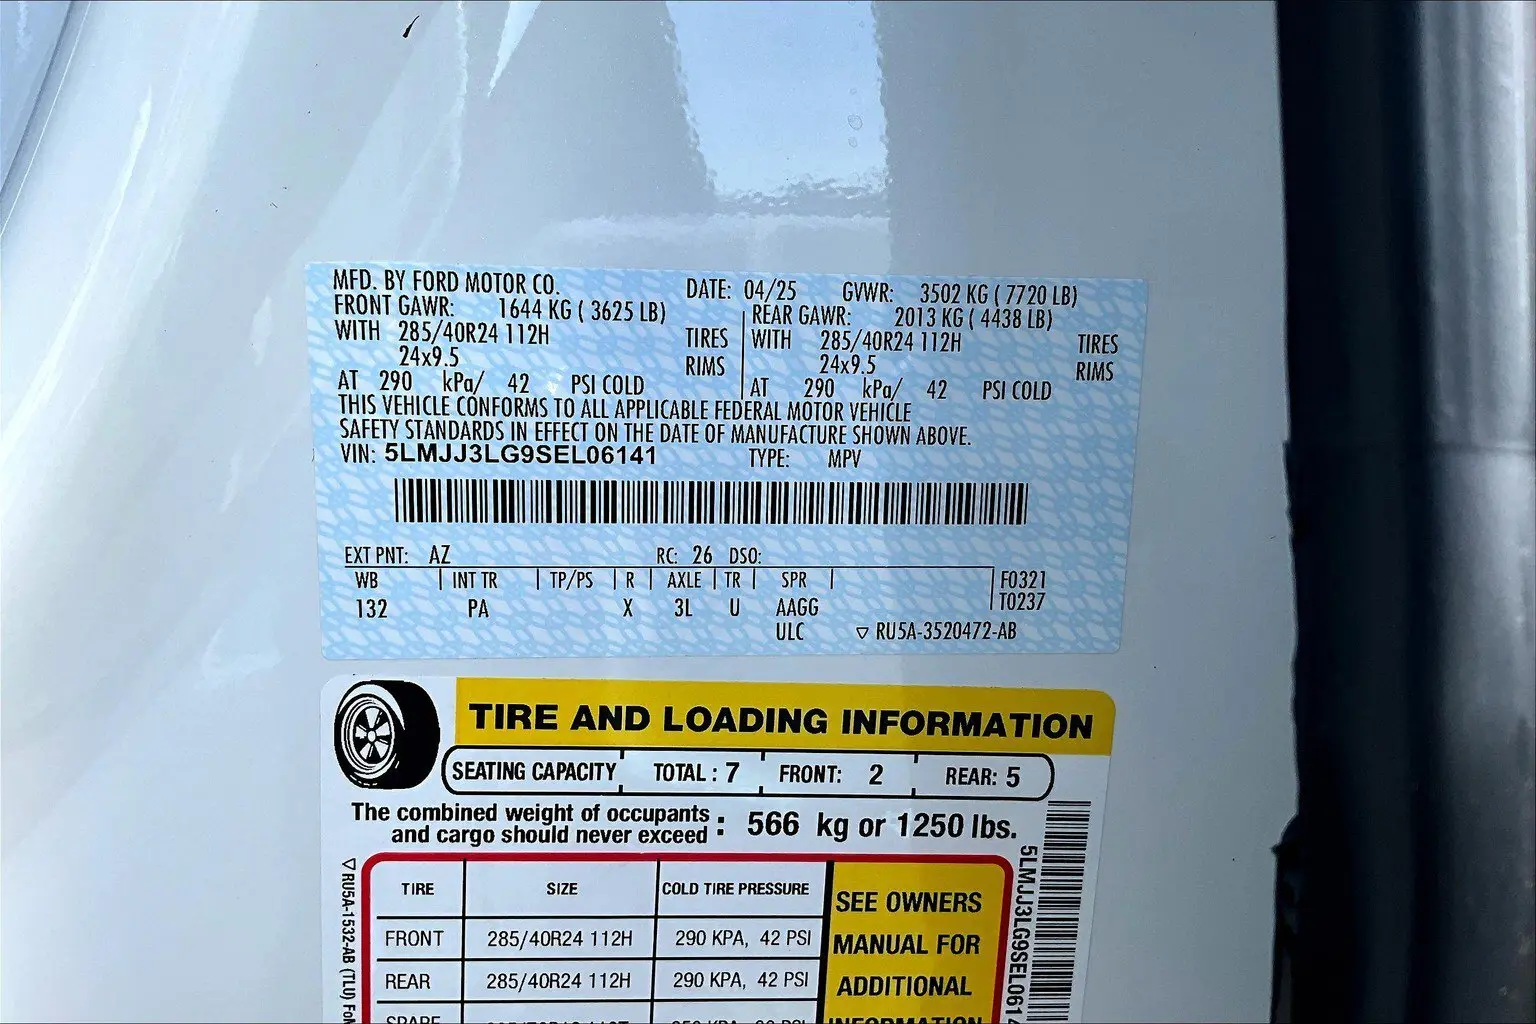 MFD. BY FORD MOTOR CO.
DATE: 04/25 GVWR: 3502 KG ( 7720 LB)
FRONT GAWR: 1644 KG ( 3625 LB)
REAR GAWR: 2013 KG ( 4438 LB)
WITH 285/40R24 112H TIRES
WITH 285/40R24 112H TIRES
24x9.5 RIMS
24x9.5 RIMS
AT 290 kPa/ 42 PSI COLD
AT 290 kPa/ 42 PSI COLD
THIS VEHICLE CONFORMS TO ALL APPLICABLE FEDERAL MOTOR VEHICLE
SAFETY STANDARDS IN EFFECT ON THE DATE OF MANUFACTURE SHOWN ABOVE.
VIN: 5LMJJ3LG9SEL06141 TYPE: MPV
EXT PNT: AZ RC: 26 DSO:
WB INT TR TP/PS R AXLE TR SPR F0321
132 PA X 3L U AAGG T0237
ULC ▽ RU5A-3520472-AB
TIRE AND LOADING INFORMATION
SEATING CAPACITY TOTAL : 7 FRONT: 2 REAR: 5
The combined weight of occupants
and cargo should never exceed : 566 kg or 1250 lbs.
TIRE SIZE COLD TIRE PRESSURE
FRONT 285/40R24 112H 290 KPA, 42 PSI
REAR 285/40R24 112H 290 KPA, 42 PSI
SPARE
SEE OWNERS
MANUAL FOR
ADDITIONAL
INFORMATION
▽RU5A-1532-AB (TLU)
5LMJJ3LG9SEL0614